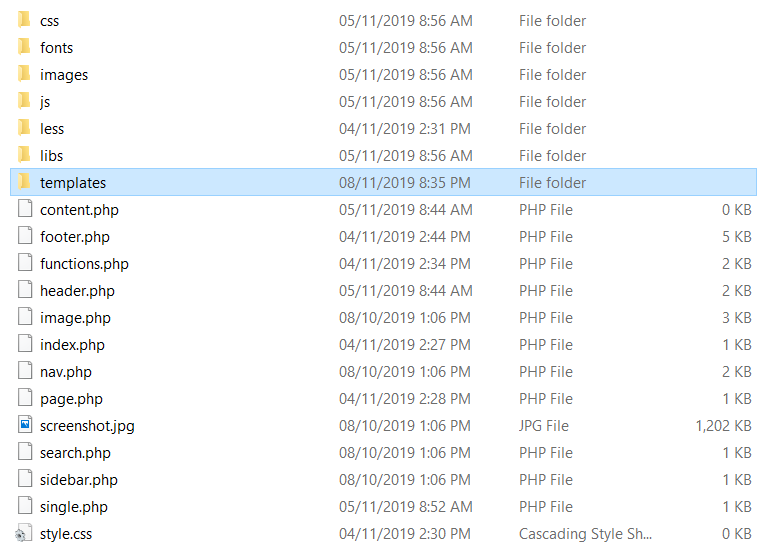 css 05/11/2019 8:56 AM File folder
fonts 05/11/2019 8:56 AM File folder
images 05/11/2019 8:56 AM File folder
js 05/11/2019 8:56 AM File folder
less 04/11/2019 2:31 PM File folder
libs 05/11/2019 8:56 AM File folder
templates 08/11/2019 8:35 PM File folder
content.php 05/11/2019 8:44 AM PHP File 0 KB
footer.php 04/11/2019 2:44 PM PHP File 5 KB
functions.php 04/11/2019 2:34 PM PHP File 2 KB
header.php 05/11/2019 8:44 AM PHP File 2 KB
image.php 08/10/2019 1:06 PM PHP File 3 KB
index.php 04/11/2019 2:27 PM PHP File 1 KB
nav.php 08/10/2019 1:06 PM PHP File 2 KB
page.php 04/11/2019 2:28 PM PHP File 1 KB
screenshot.jpg 08/10/2019 1:06 PM JPG File 1,202 KB
search.php 08/10/2019 1:06 PM PHP File 1 KB
sidebar.php 08/10/2019 1:06 PM PHP File 1 KB
single.php 05/11/2019 8:52 AM PHP File 1 KB
style.css 04/11/2019 2:30 PM Cascading Style Sh... 0 KB